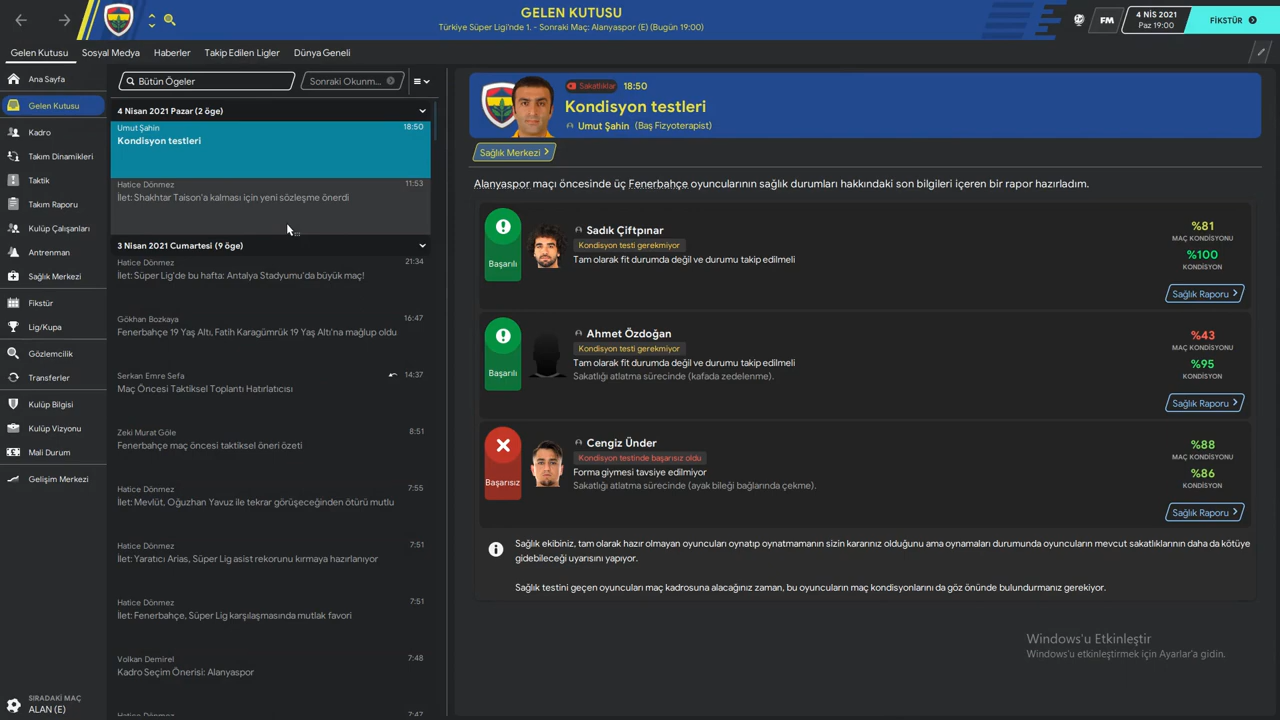 GELEN KUTUSU
Türkiye Süper Ligi'nde 1. - Sonraki Maç: Alanyaspor (E) (Bugün 19:00)
FM
4 NİS 2021
Paz 19:00
FİKSTÜR
Gelen Kutusu
Sosyal Medya
Haberler
Takip Edilen Ligler
Dünya Geneli
Ana Sayfa
Gelen Kutusu
Kadro
Takım Dinamikleri
Taktik
Takım Raporu
Kulüp Çalışanları
Antrenman
Sağlık Merkezi
Fikstür
Lig/Kupa
Gözlemcilik
Transferler
Kulüp Bilgisi
Kulüp Vizyonu
Mali Durum
Gelişim Merkezi
SIRADAKİ MAÇ
ALAN (E)
Bütün Ögeler
Sonraki Okunm...
4 Nisan 2021 Pazar (2 öge)
Umut Şahin 18:50
Kondisyon testleri
Hatice Dönmez 11:53
İlet: Shakhtar Taison'a kalması için yeni sözleşme önerdi
3 Nisan 2021 Cumartesi (9 öge)
Hatice Dönmez 21:34
İlet: Süper Lig'de bu hafta: Antalya Stadyumu'da büyük maç!
Gökhan Bozkaya 16:47
Fenerbahçe 19 Yaş Altı, Fatih Karagümrük 19 Yaş Altı'na mağlup oldu
Serkan Emre Sefa 14:37
Maç Öncesi Taktiksel Toplantı Hatırlatıcısı
Zeki Murat Göle 8:51
Fenerbahçe maç öncesi taktiksel öneri özeti
Hatice Dönmez 7:55
İlet: Mevlüt, Oğuzhan Yavuz ile tekrar görüşeceğinden ötürü mutlu
Hatice Dönmez 7:51
İlet: Yaratıcı Arias, Süper Lig asist rekorunu kırmaya hazırlanıyor
Hatice Dönmez 7:51
İlet: Fenerbahçe, Süper Lig karşılaşmasında mutlak favori
Volkan Demirel 7:48
Kadro Seçim Önerisi: Alanyaspor
Hatice Dönmez 7:47
Sakatlıklar 18:50
Kondisyon testleri
Umut Şahin (Baş Fizyoterapist)
Sağlık Merkezi
Alanyaspor maçı öncesinde üç Fenerbahçe oyuncularının sağlık durumları hakkındaki son bilgileri içeren bir rapor hazırladım.
Başarılı
Sadık Çiftpınar
Kondisyon testi gerekmiyor
Tam olarak fit durumda değil ve durumu takip edilmeli
%81
MAÇ KONDİSYONU
%100
KONDİSYON
Sağlık Raporu
Başarılı
Ahmet Özdoğan
Kondisyon testi gerekmiyor
Tam olarak fit durumda değil ve durumu takip edilmeli
Sakatlığı atlatma sürecinde (kafada zedelenme).
%43
MAÇ KONDİSYONU
%95
KONDİSYON
Sağlık Raporu
Başarısız
Cengiz Ünder
Kondisyon testinde başarısız oldu
Forma giymesi tavsiye edilmiyor
Sakatlığı atlatma sürecinde (ayak bileği bağlarında çekme).
%88
MAÇ KONDİSYONU
%86
KONDİSYON
Sağlık Raporu
Sağlık ekibiniz, tam olarak hazır olmayan oyuncuları oynatıp oynatmamanın sizin kararınız olduğunu ama oynamaları durumunda oyuncuların mevcut sakatlıklarının daha da kötüye
gidebileceği uyarısını yapıyor.
Sağlık testini geçen oyuncuları maç kadrosuna alacağınız zaman, bu oyuncuların maç kondisyonlarını da göz önünde bulundurmanız gerekiyor.
Windows'u Etkinleştir
Windows'u etkinleştirmek için Ayarlar'a gidin.